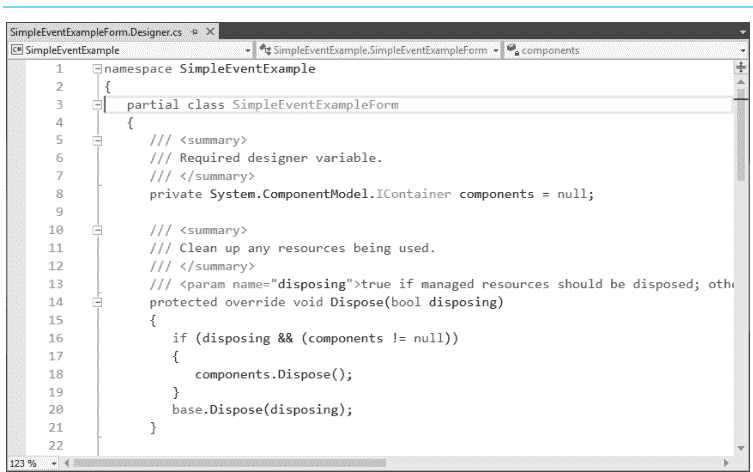 SimpleEventExampleForm.Designer.cs
SimpleEventExample SimpleEventExample.SimpleEventExampleForm components
1 namespace SimpleEventExample
2 {
3 partial class SimpleEventExampleForm
4 {
5 /// <summary>
6 /// Required designer variable.
7 /// </summary>
8 private System.ComponentModel.IContainer components = null;
9
10 /// <summary>
11 /// Clean up any resources being used.
12 /// </summary>
13 /// <param name="disposing">true if managed resources should be disposed; othe
14 protected override void Dispose(bool disposing)
15 {
16 if (disposing && (components != null))
17 {
18 components.Dispose();
19 }
20 base.Dispose(disposing);
21 }
22
123 %